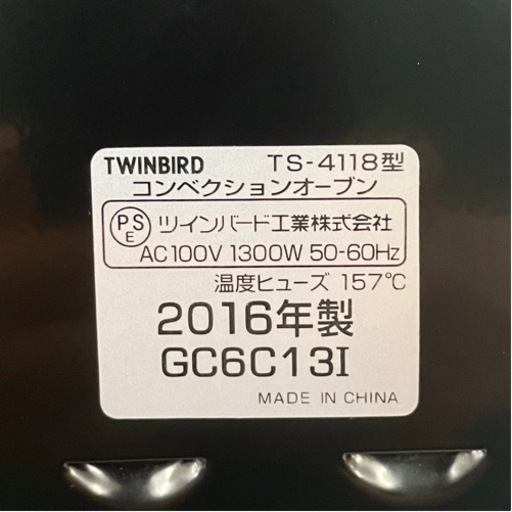 TWINBIRD TS-4118型
コンベクションオーブン
PSE ツインバード工業株式会社
AC100V 1300W 50-60Hz
温度ヒューズ 157℃
2016年製
GC6C13I
MADE IN CHINA